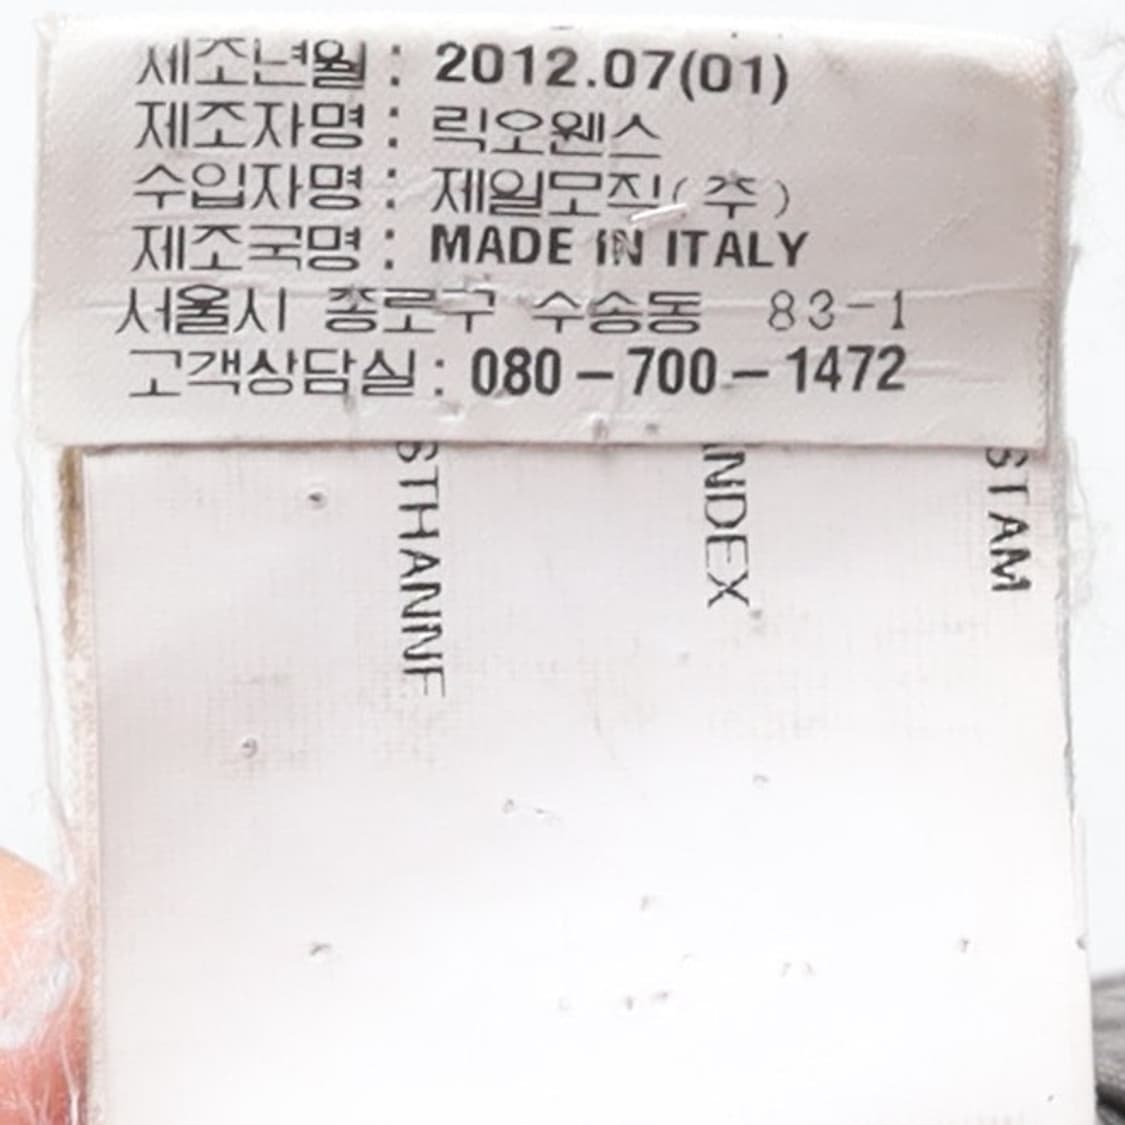 제조년월 : 2012.07(01)
제조자명 : 릭오웬스
수입자명 : 제일모직(주)
제조국명 : MADE IN ITALY
서울시 종로구 수송동 83-1
고객상담실 : 080-700-1472
STHANNE
NDEX
STAM